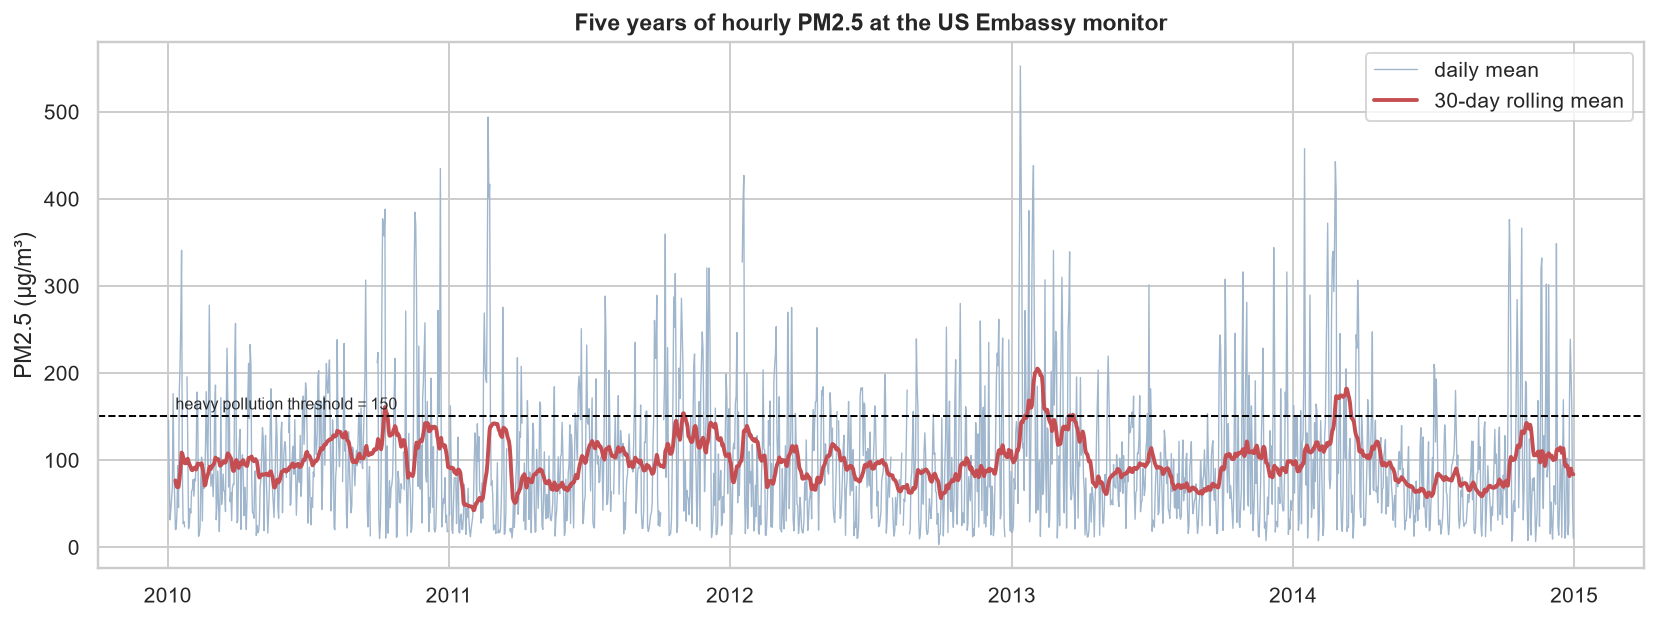 Five years of hourly PM2.5 at the US Embassy monitor
daily mean
30-day rolling mean
PM2.5 (µg/m³)
500
400
300
200
100
0
heavy pollution threshold = 150
2010
2011
2012
2013
2014
2015